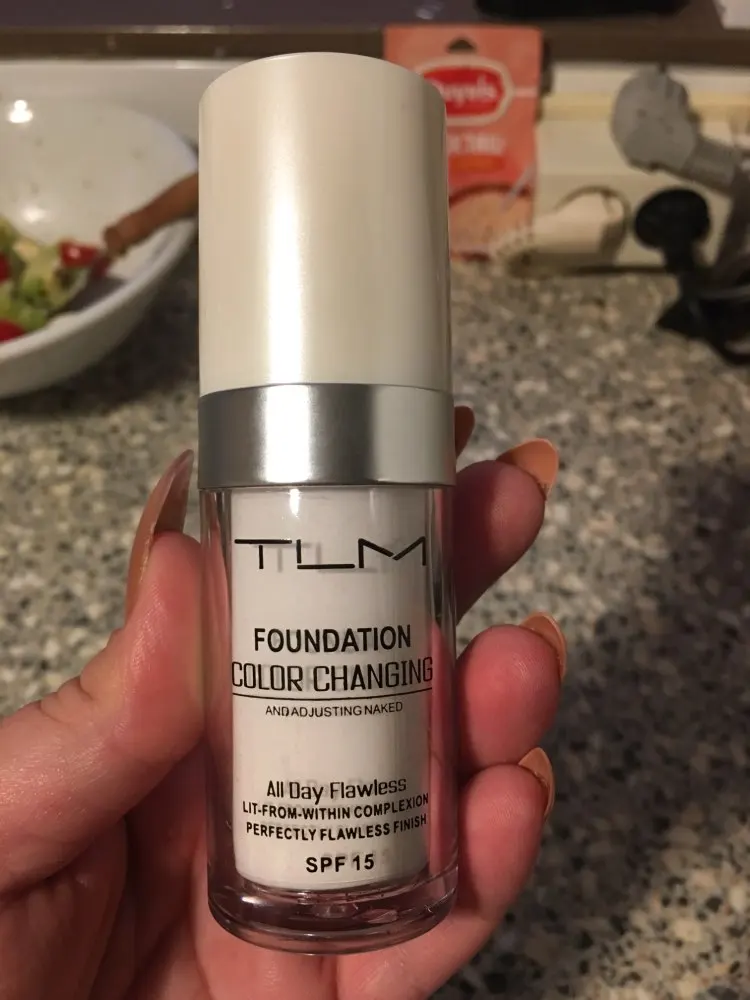 TLM
FOUNDATION
COLOR CHANGING
AND ADJUSTING NAKED
All Day Flawless
LIT-FROM-WITHIN COMPLEXION
PERFECTLY FLAWLESS FINISH
SPF 15